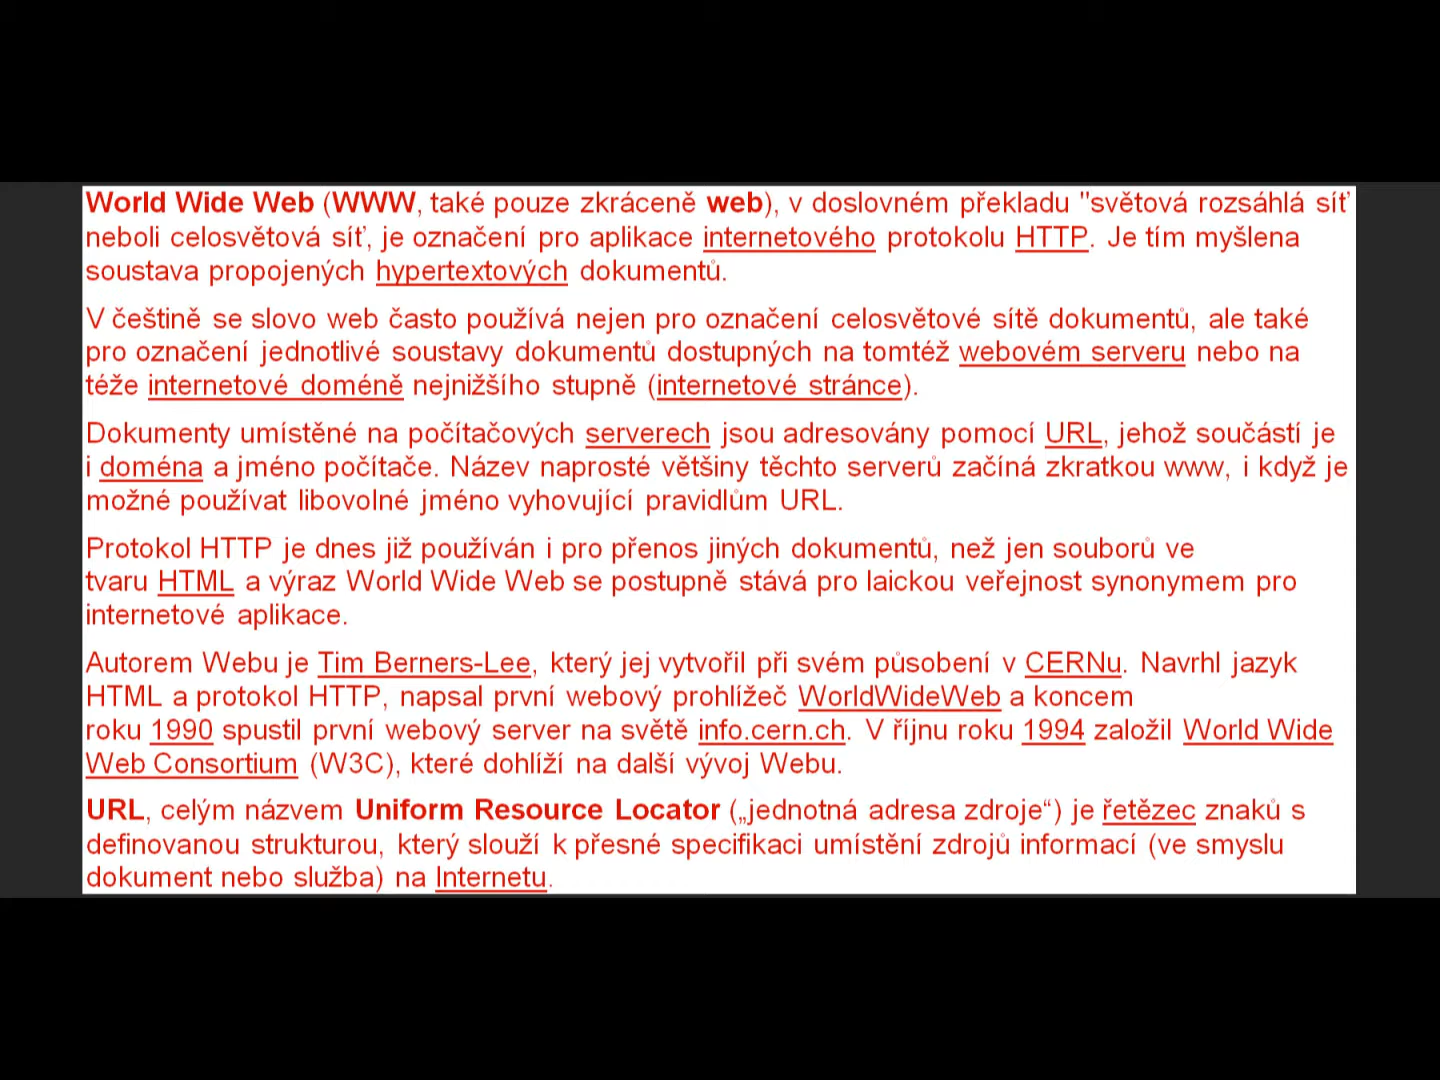 World Wide Web (WWW, také pouze zkráceně web), v doslovném překladu "světová rozsáhlá síť
neboli celosvětová síť, je označení pro aplikace internetového protokolu HTTP. Je tím myšlena
soustava propojených hypertextových dokumentů.
V češtině se slovo web často používá nejen pro označení celosvětové sítě dokumentů, ale také
pro označení jednotlivé soustavy dokumentů dostupných na tomtéž webovém serveru nebo na
téže internetové doméně nejnižšího stupně (internetové stránce).
Dokumenty umístěné na počítačových serverech jsou adresovány pomocí URL, jehož součástí je
i doména a jméno počítače. Název naprosté většiny těchto serverů začíná zkratkou www, i když je
možné používat libovolné jméno vyhovující pravidlům URL.
Protokol HTTP je dnes již používán i pro přenos jiných dokumentů, než jen souborů ve
tvaru HTML a výraz World Wide Web se postupně stává pro laickou veřejnost synonymem pro
internetové aplikace.
Autorem Webu je Tim Berners-Lee, který jej vytvořil při svém působení v CERNu. Navrhl jazyk
HTML a protokol HTTP, napsal první webový prohlížeč WorldWideWeb a koncem
roku 1990 spustil první webový server na světě info.cern.ch. V říjnu roku 1994 založil World Wide
Web Consortium (W3C), které dohlíží na další vývoj Webu.
URL, celým názvem Uniform Resource Locator („jednotná adresa zdroje“) je řetězec znaků s
definovanou strukturou, který slouží k přesné specifikaci umístění zdrojů informací (ve smyslu
dokument nebo služba) na Internetu.